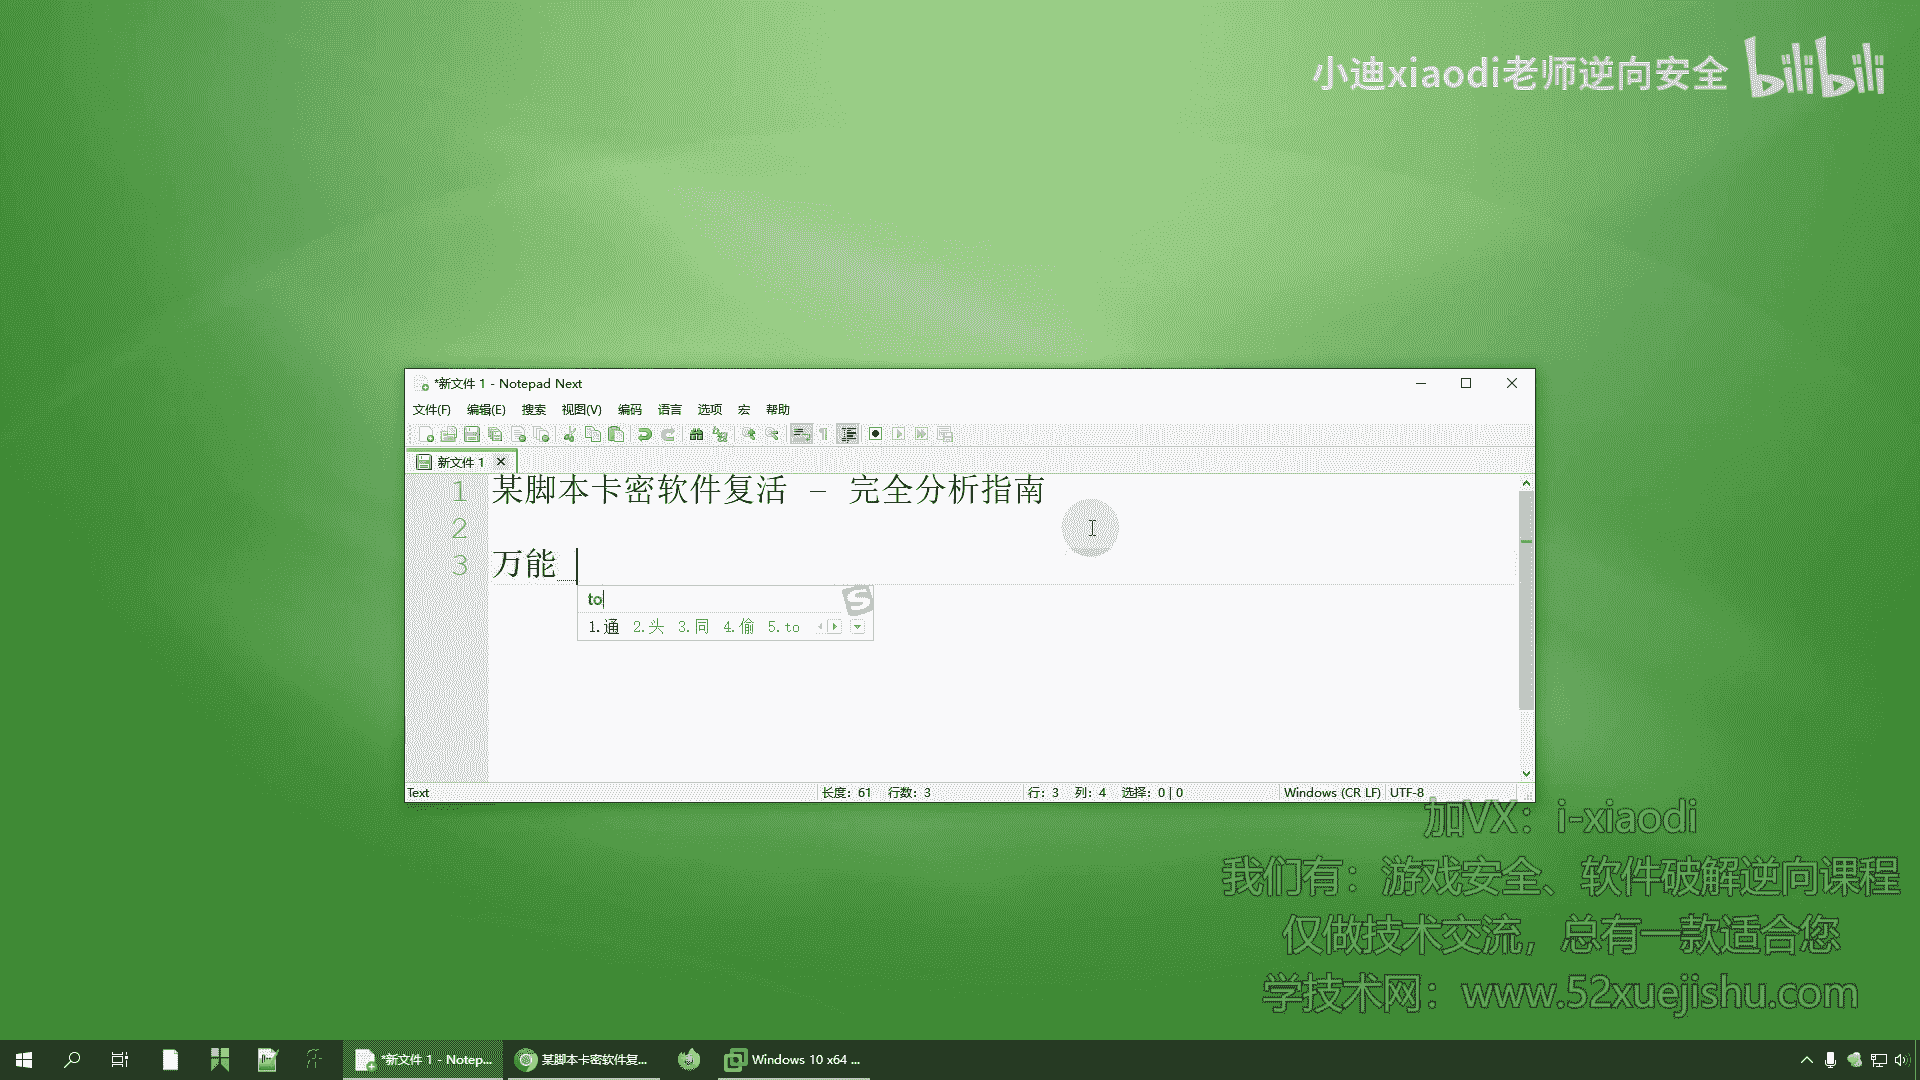 小迪xiaodi老师逆向安全 bilibili
*新文件 1 - Notepad Next
文件(F) 编辑(E) 搜索 视图(V) 编码 语言 选项 宏 帮助
新文件 1
1 某脚本卡密软件复活 – 完全分析指南
2
3 万能
to
1.通 2.头 3.同 4.偷 5.to
Text 长度：61 行数：3 行：3 列：4 选择：0 | 0 Windows (CR LF) UTF-8
加VX：i-xiaodi
我们有：游戏安全、软件破解逆向课程
仅做技术交流，总有一款适合您
学技术网：www.52xuejishu.com
*新文件 1 - Notep... 某脚本卡密软件复... Windows 10 x64 ...